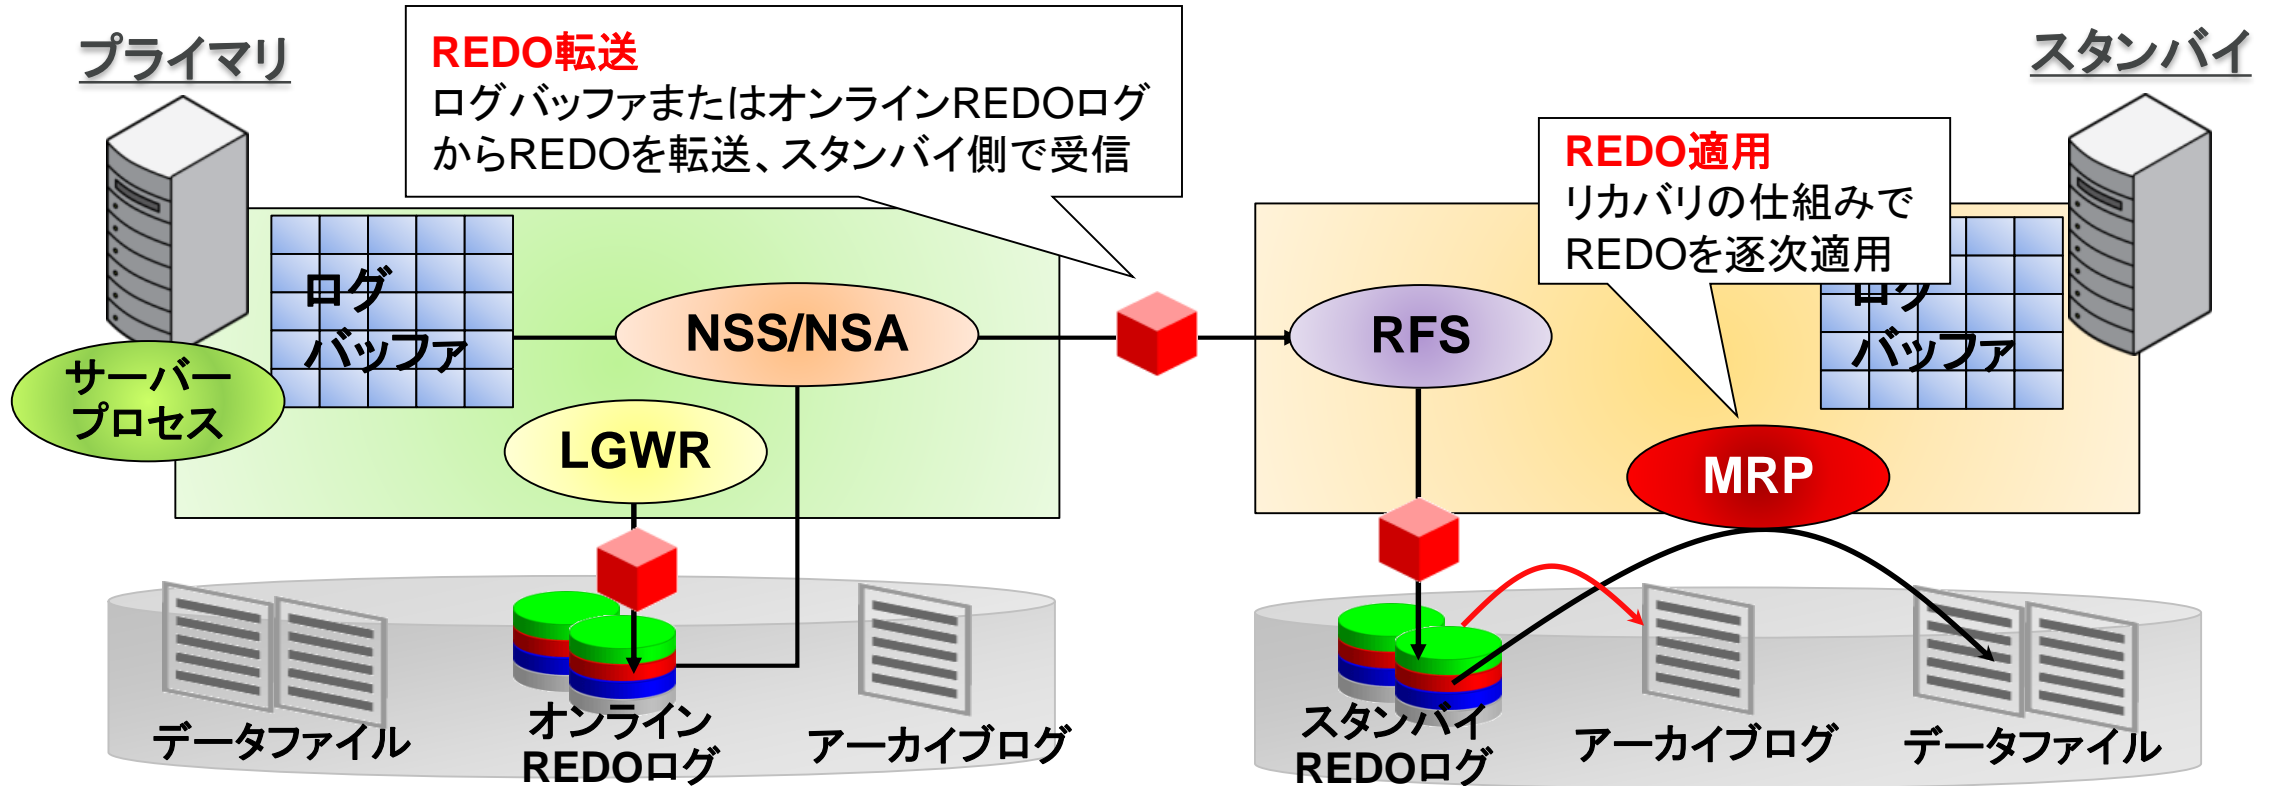 プライマリ
REDO転送
ログバッファまたはオンラインREDOログ
からREDOを転送、スタンバイ側で受信
スタンバイ
REDO適用
リカバリの仕組みで
REDOを逐次適用
ログ
バッファ
サーバー
プロセス
NSS/NSA
LGWR
RFS
ログ
バッファ
MRP
データファイル
オンライン
REDOログ
アーカイブログ
スタンバイ
REDOログ
アーカイブログ
データファイル